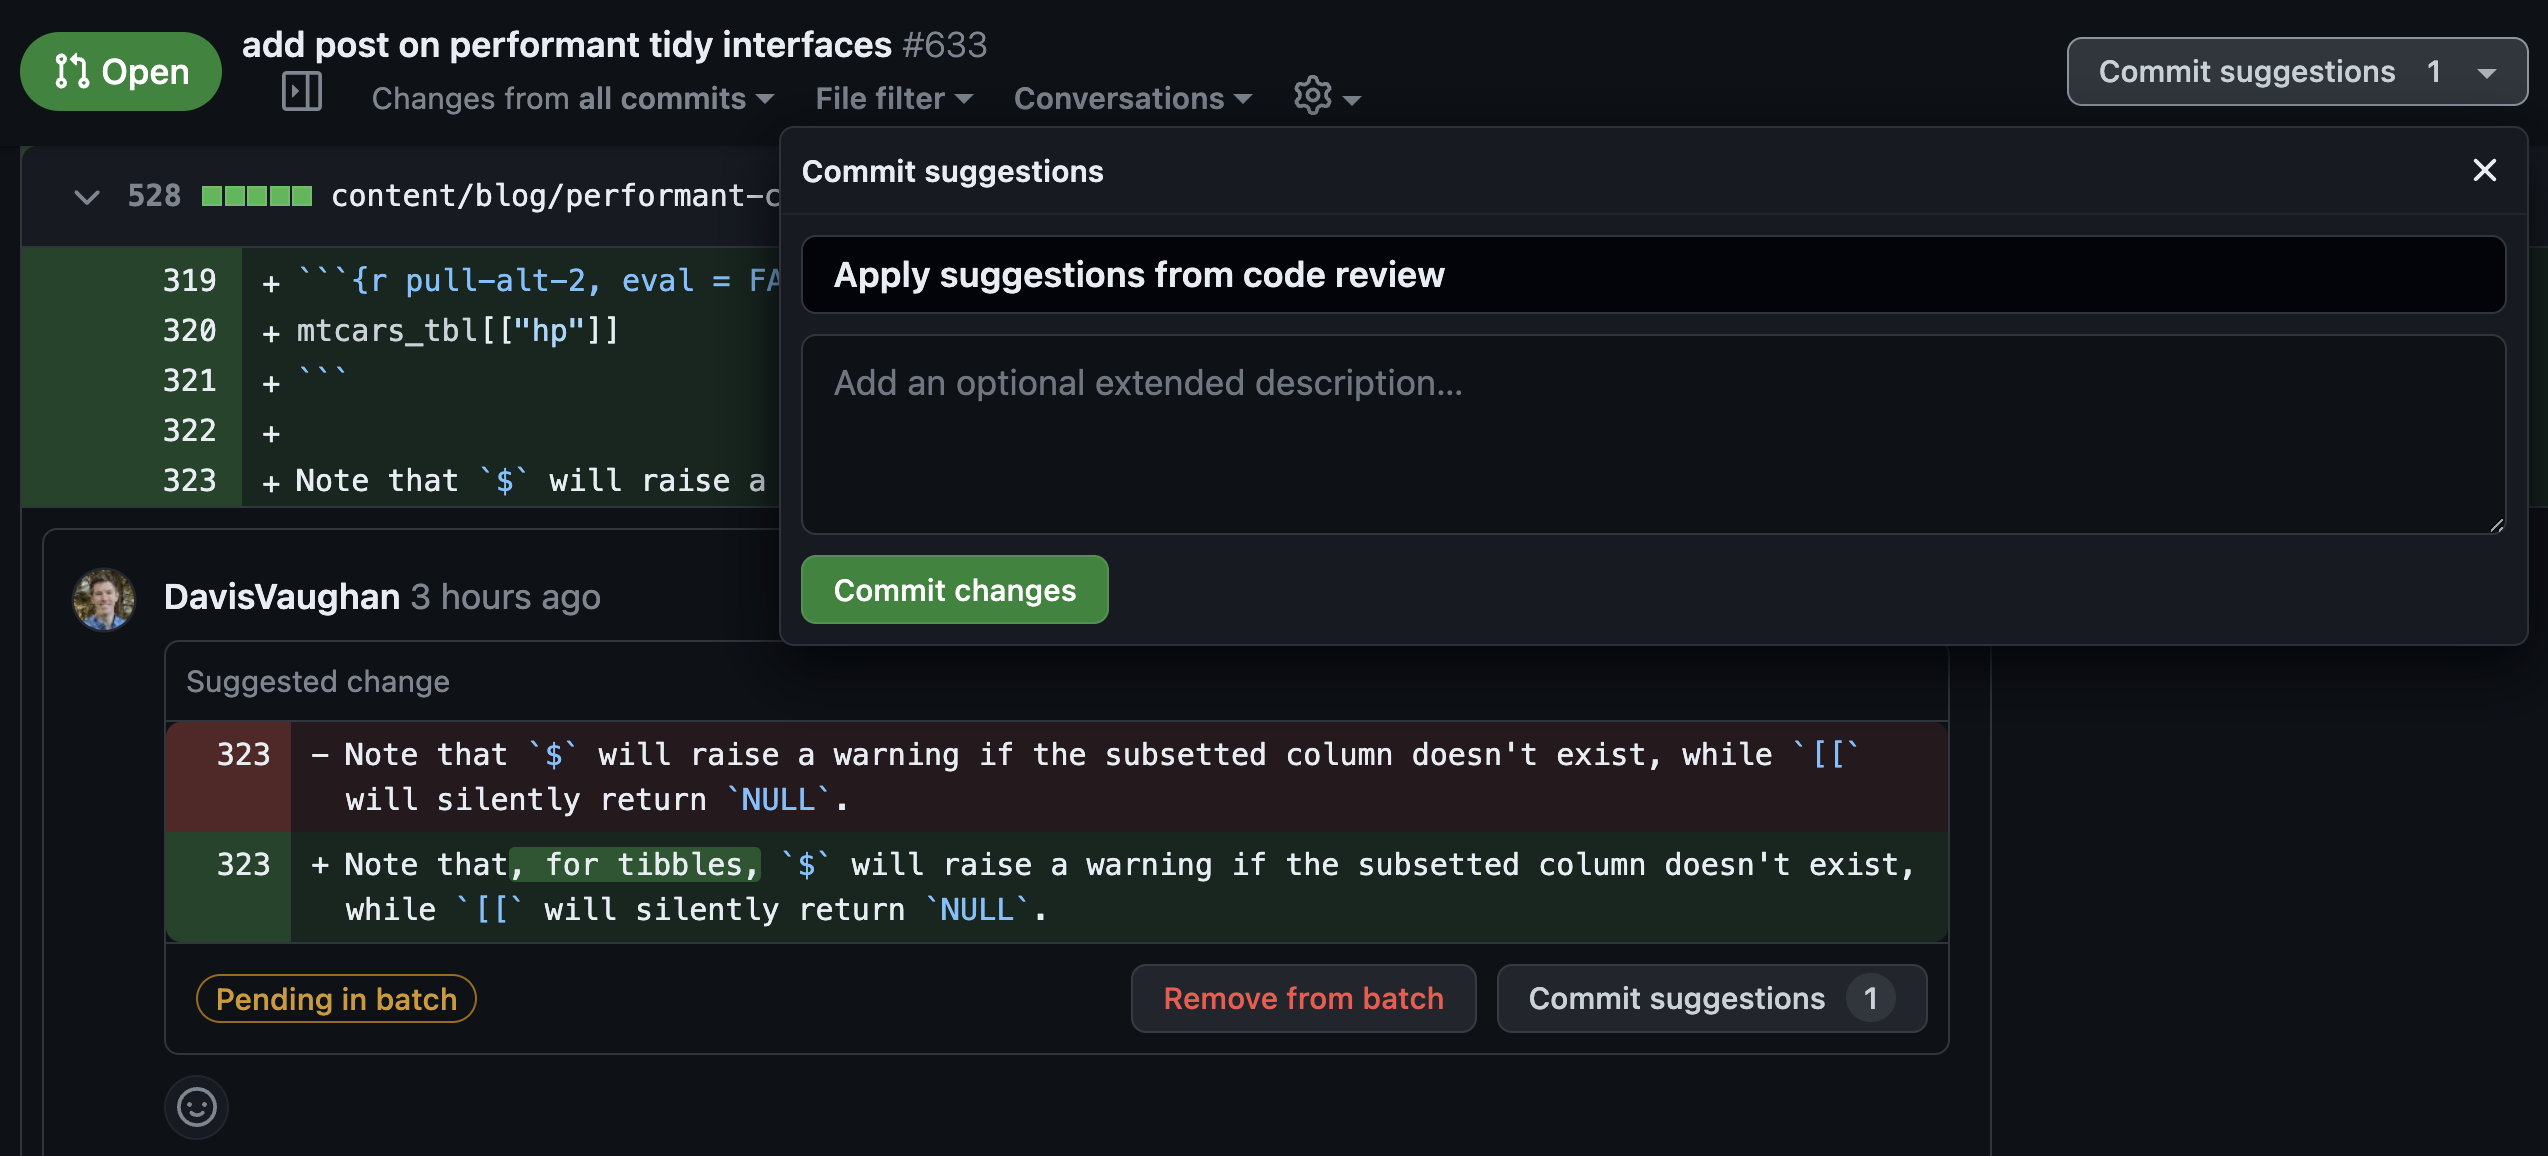 Open
add post on performant tidy interfaces #633
Changes from all commits
File filter
Conversations
Commit suggestions 1
528 content/blog/performant-c
319 + ```{r pull-alt-2, eval = FA
320 + mtcars_tbl[["hp"]]
321 + ```
322 +
323 + Note that `$` will raise a
Commit suggestions
Apply suggestions from code review
Add an optional extended description...
Commit changes
DavisVaughan 3 hours ago
Suggested change
323 - Note that `$` will raise a warning if the subsetted column doesn't exist, while `[[`
will silently return `NULL`.
323 + Note that, for tibbles, `$` will raise a warning if the subsetted column doesn't exist,
while `[[` will silently return `NULL`.
Pending in batch
Remove from batch
Commit suggestions 1